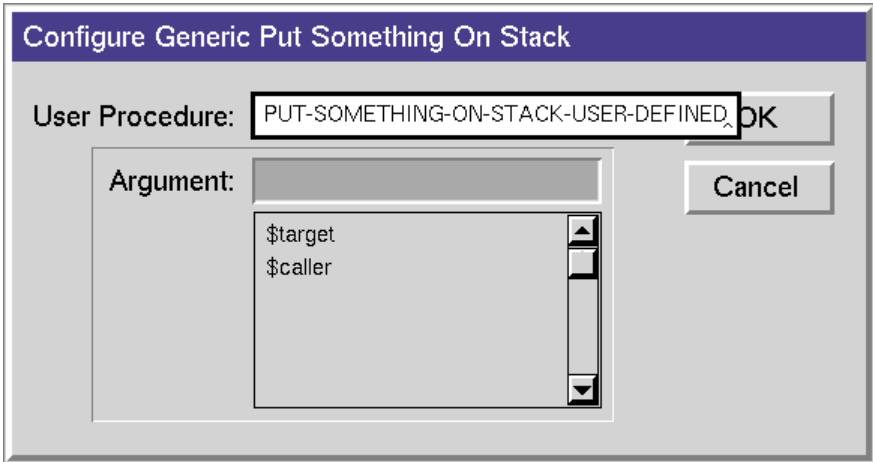 Configure Generic Put Something On Stack
User Procedure: PUT-SOMETHING-ON-STACK-USER-DEFINED
OK
Argument:
Cancel
$target
$caller